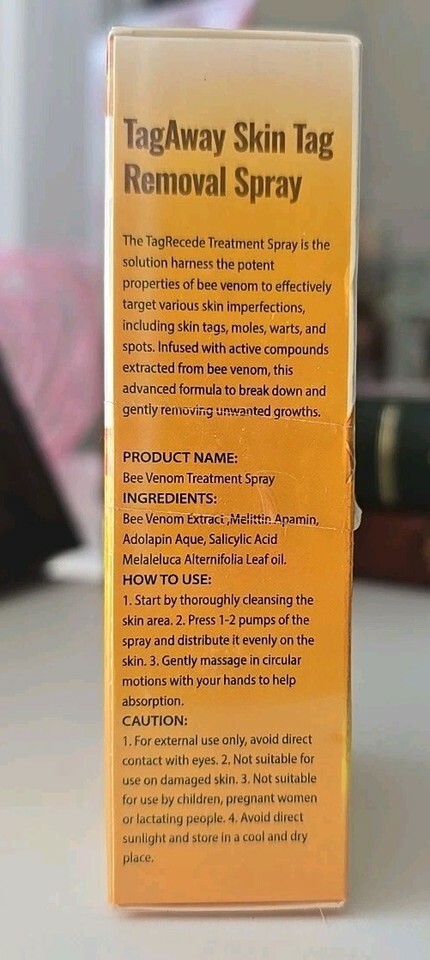 TagAway Skin Tag
Removal Spray
The TagRecede Treatment Spray is the
solution harness the potent
properties of bee venom to effectively
target various skin imperfections,
including skin tags, moles, warts, and
spots. Infused with active compounds
extracted from bee venom, this
advanced formula to break down and
gently removing unwanted growths.
PRODUCT NAME:
Bee Venom Treatment Spray
INGREDIENTS:
Bee Venom Extract ,Melittin Apamin,
Adolapin Aque, Salicylic Acid
Melaleluca Alternifolia Leaf oil.
HOW TO USE:
1. Start by thoroughly cleansing the
skin area. 2. Press 1-2 pumps of the
spray and distribute it evenly on the
skin. 3. Gently massage in circular
motions with your hands to help
absorption.
CAUTION:
1. For external use only, avoid direct
contact with eyes. 2. Not suitable for
use on damaged skin. 3. Not suitable
for use by children, pregnant women
or lactating people. 4. Avoid direct
sunlight and store in a cool and dry
place.